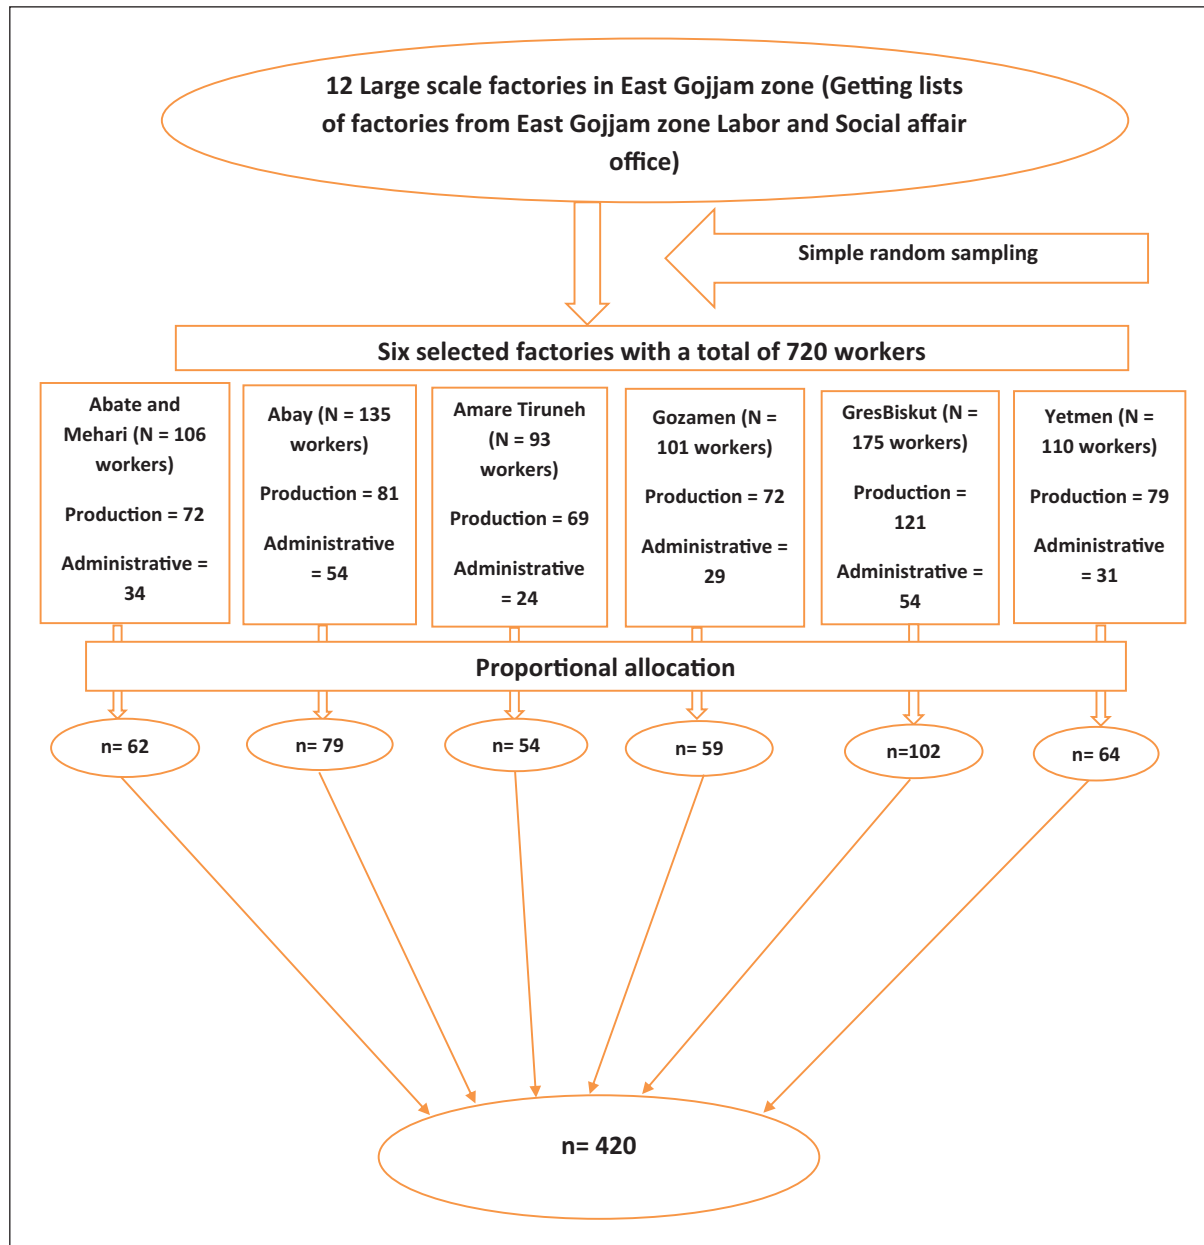 12 Large scale factories in East Gojjam zone (Getting lists
of factories from East Gojjam zone Labor and Social affair
office)
Simple random sampling
Six selected factories with a total of 720 workers
Abate and
Mehari (N = 106
workers)
Production = 72
Administrative =
34
Abay (N = 135
workers)
Production = 81
Administrative
= 54
Amare Tiruneh
(N = 93
workers)
Production = 69
Administrative
= 24
Gozamen (N =
101 workers)
Production = 72
Administrative =
29
GresBiskut (N =
175 workers)
Production =
121
Administrative =
54
Yetmen (N =
110 workers)
Production = 79
Administrative
= 31
Proportional allocation
n= 62
n= 79
n= 54
n= 59
n=102
n= 64
n= 420